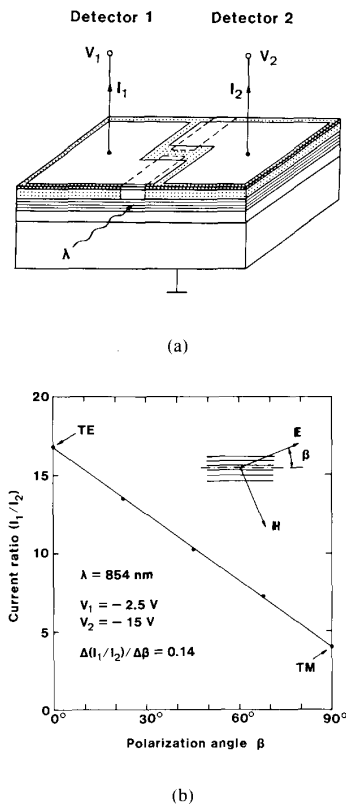 Detector 1 Detector 2
V₁ V₂
I₁ I₂
λ
(a)
20
TE
E
β
15
H
Current ratio (I₁/I₂)
10
λ = 854 nm
V₁ = − 2.5 V
V₂ = − 15 V
5
Δ(I₁/I₂)/Δβ = 0.14
TM
0
0° 30° 60° 90°
Polarization angle β
(b)